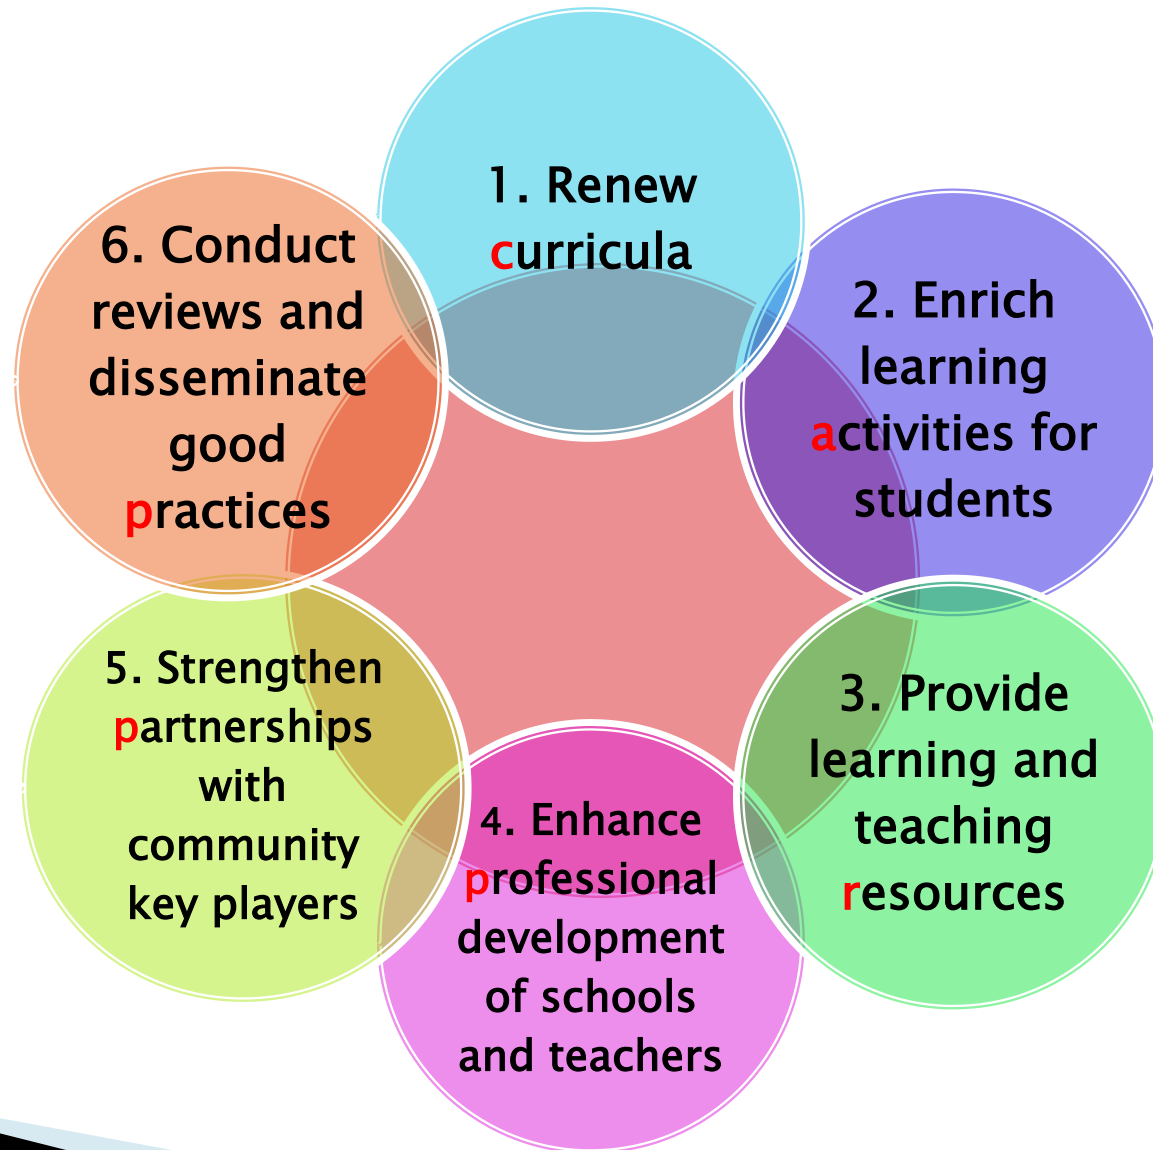 1. Renew
curricula
2. Enrich
learning
activities for
students
3. Provide
learning and
teaching
resources
4. Enhance
professional
development
of schools
and teachers
5. Strengthen
partnerships
with
community
key players
6. Conduct
reviews and
disseminate
good
practices